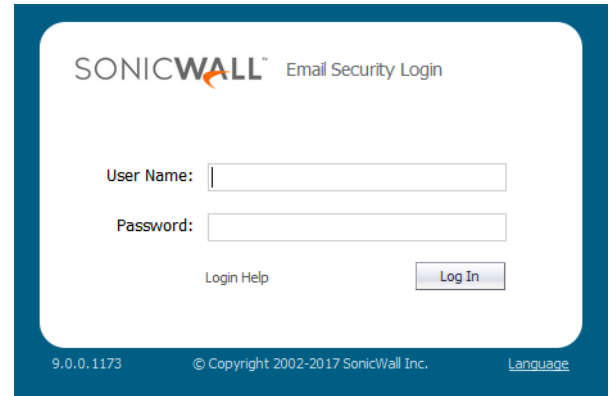 SONICWALL™ Email Security Login
User Name:
Password:
Login Help Log In
9.0.0.1173 © Copyright 2002-2017 SonicWall Inc. Language